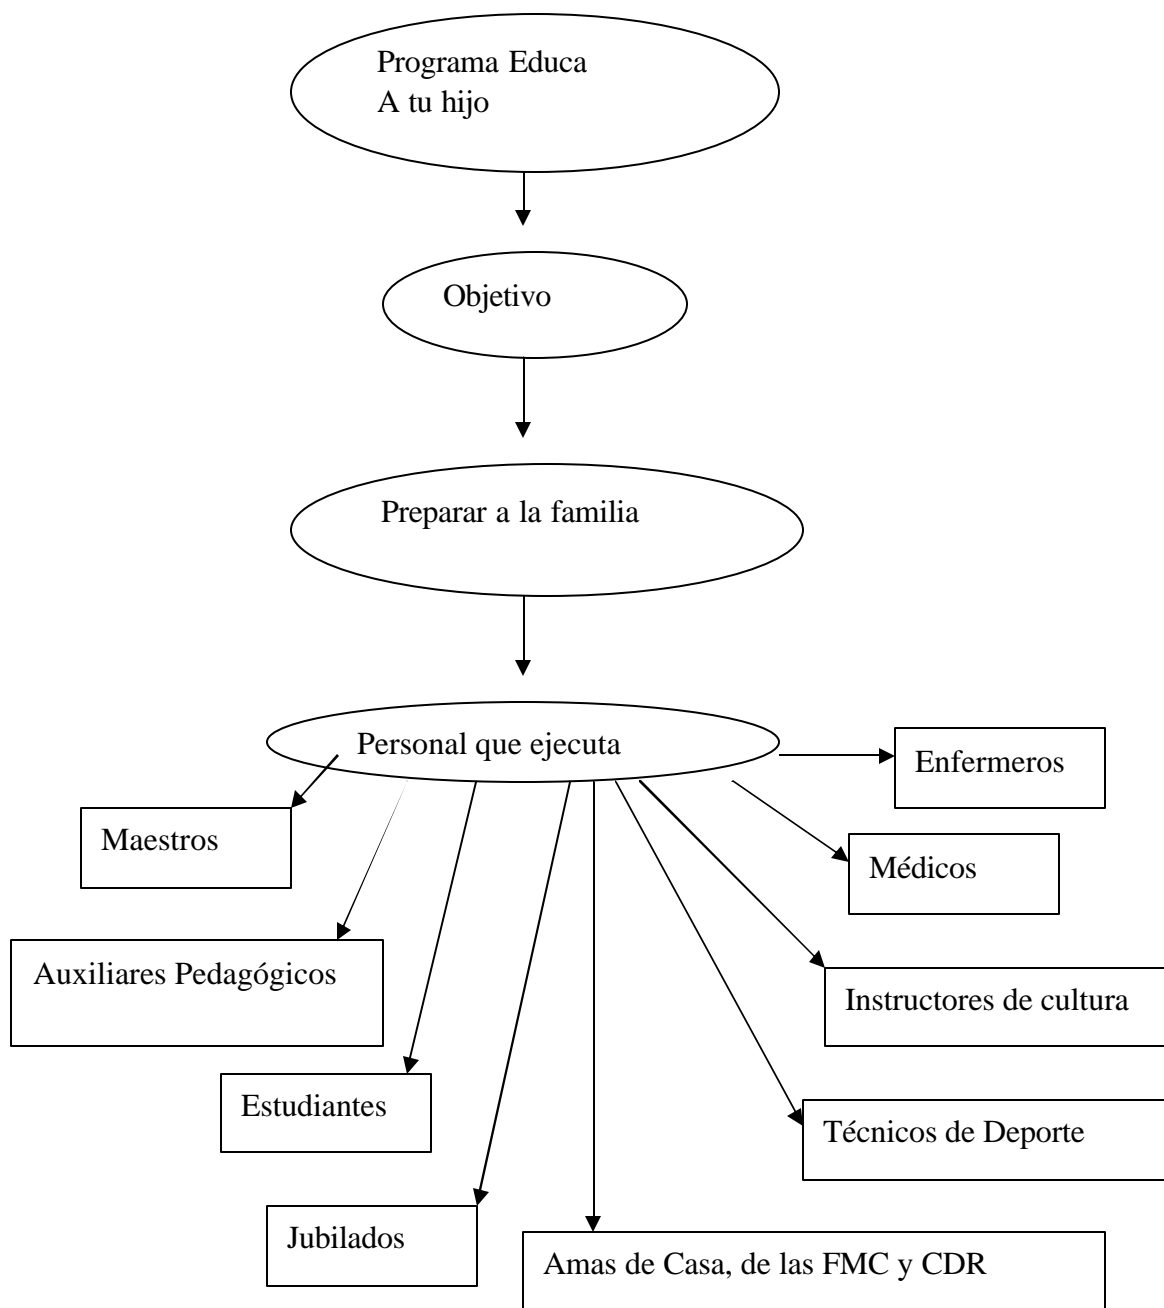 Programa Educa
A tu hijo
Objetivo
Preparar a la familia
Personal que ejecuta
Enfermeros
Maestros
Médicos
Auxiliares Pedagógicos
Instructores de cultura
Estudiantes
Técnicos de Deporte
Jubilados
Amas de Casa, de las FMC y CDR